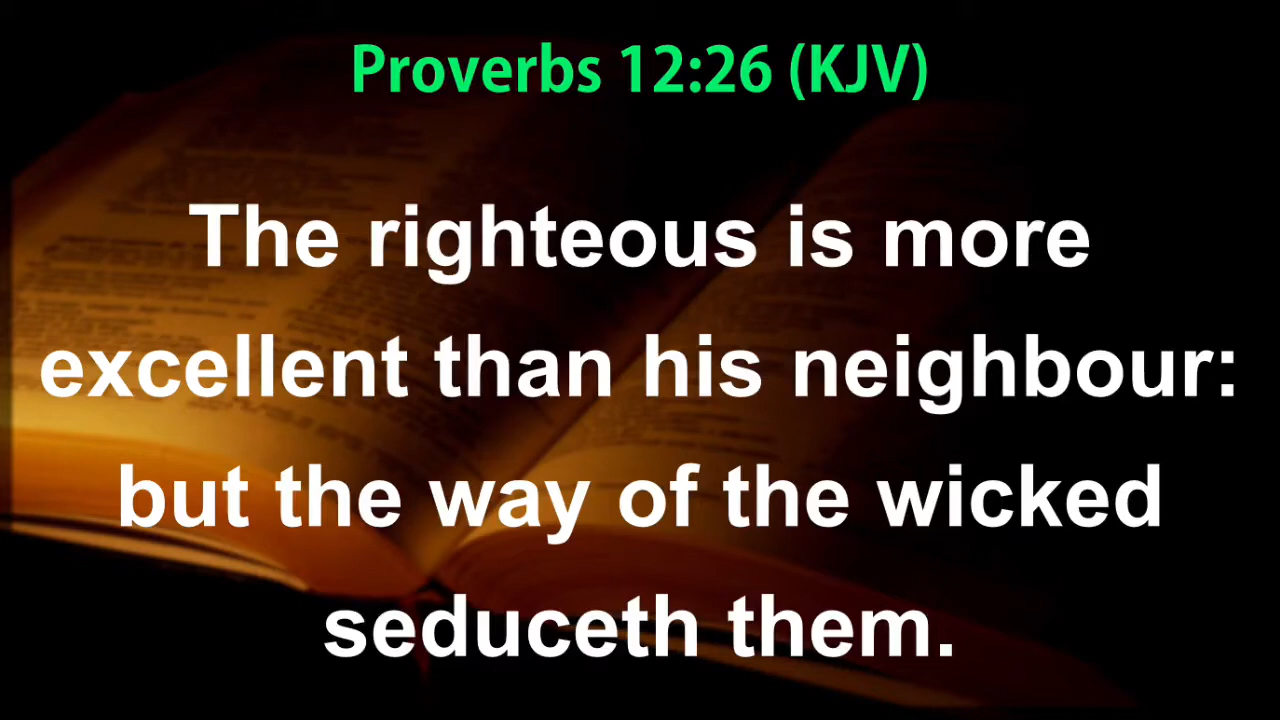 Proverbs 12:26 (KJV)
The righteous is more
excellent than his neighbour:
but the way of the wicked
seduceth them.